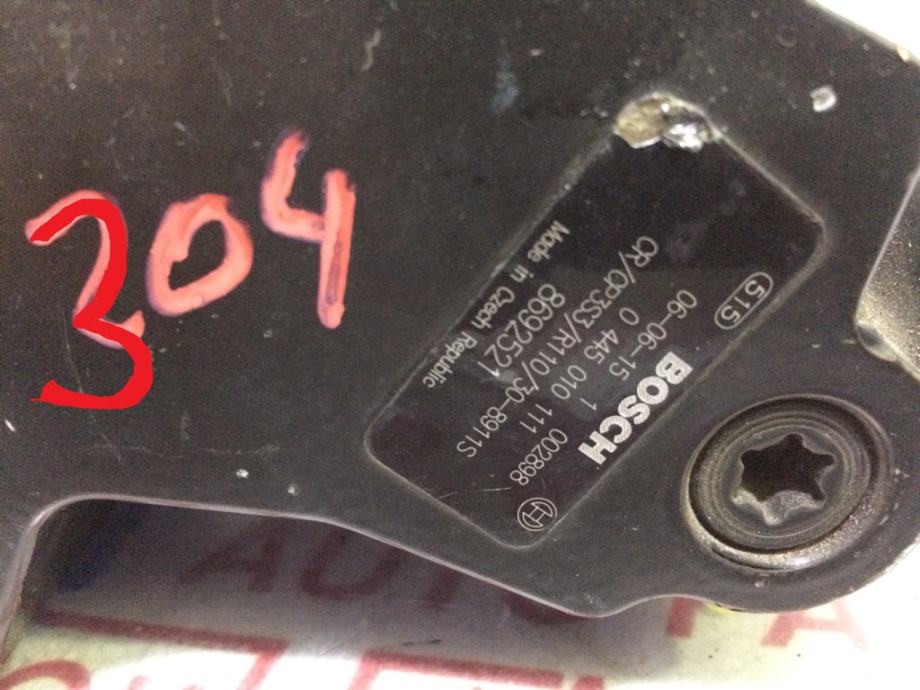 304
515 BOSCH
06-06-15 1 002898
0 445 010 111
CR/CP3S3/R110/30-8911S
8692521
Made in Czech Republic